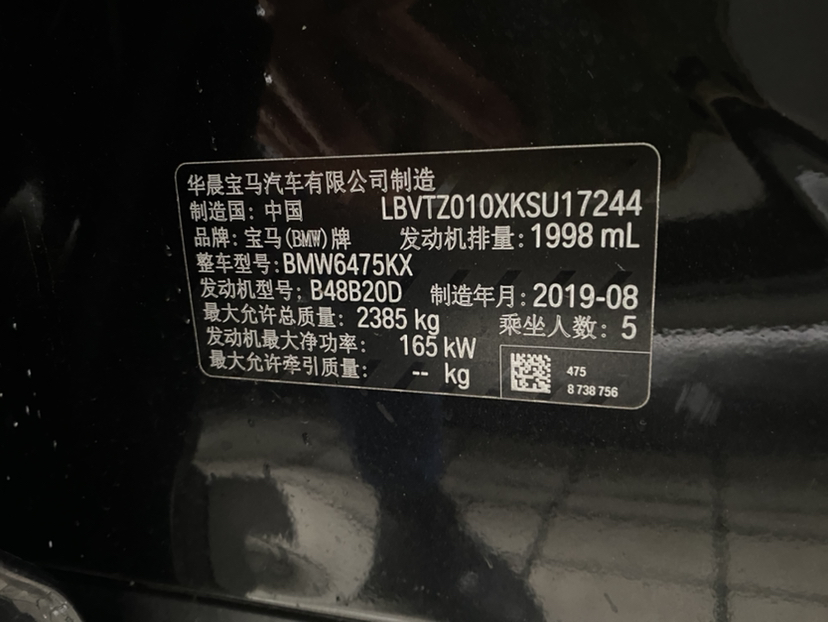 华晨宝马汽车有限公司制造
制造国：中国 LBVTZ010XKSU17244
品牌：宝马(BMW)牌 发动机排量：1998 mL
整车型号：BMW6475KX
发动机型号：B48B20D 制造年月：2019-08
最大允许总质量：2385 kg 乘坐人数：5
发动机最大净功率：165 kW
最大允许牵引质量：-- kg
475
8 738 756